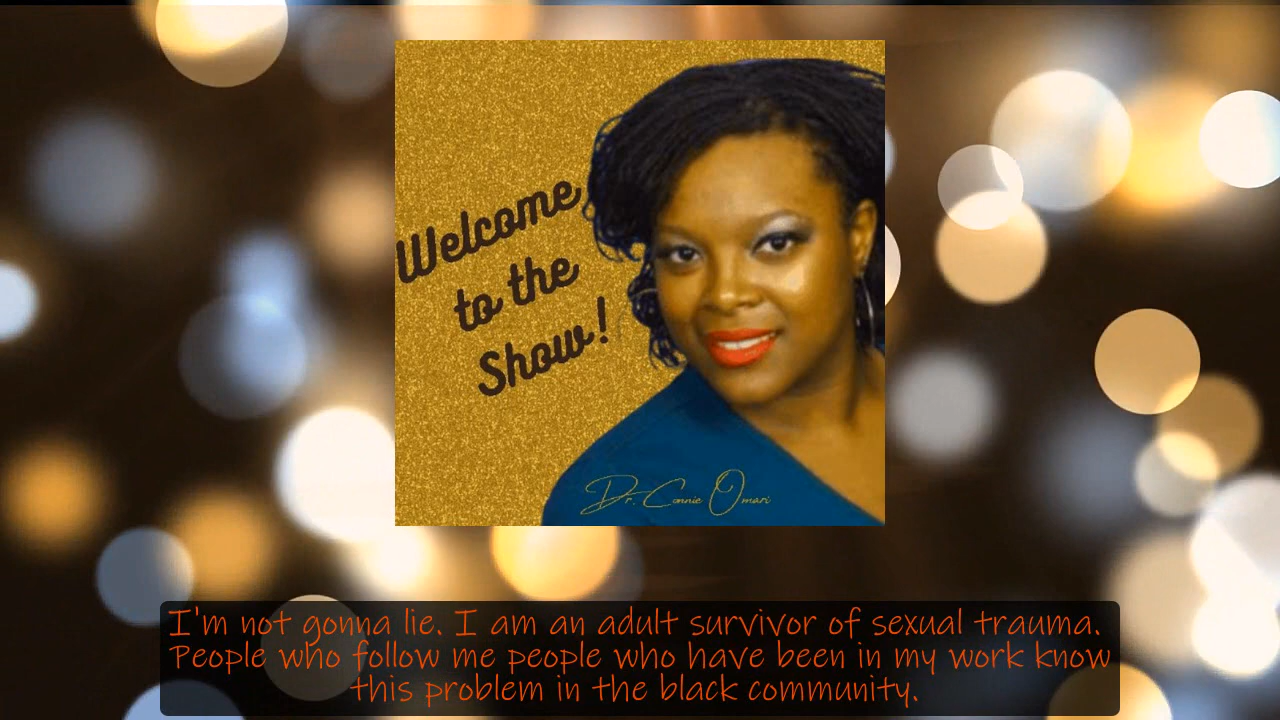 Welcome
to the
Show!
Dr. Connie Omari
I'm not gonna lie. I am an adult survivor of sexual trauma.
People who follow me people who have been in my work know
this problem in the black community.